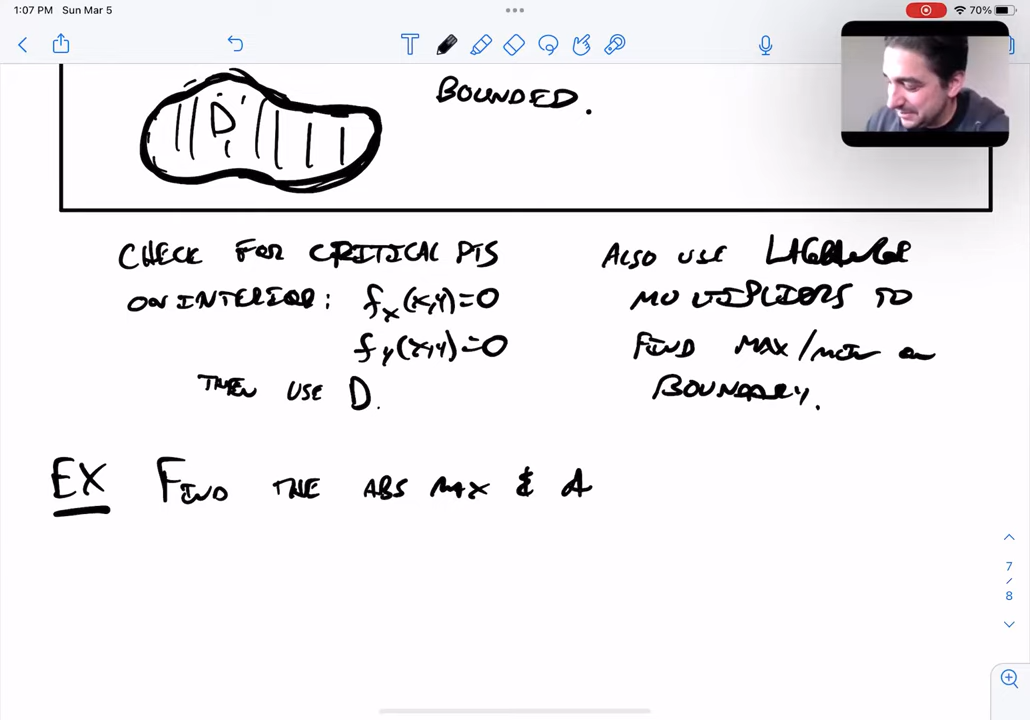 1:07 PM Sun Mar 5
70%
BOUNDED.
D
CHECK FOR CRITICAL PTS
ON INTERIOR: fx(x,y)=0
fy(x,y)=0
THEN USE D.
ALSO USE LAGRANGE
MULTIPLIORS TO
FIND MAX/MIN ON
BOUNDARY.
EX FIND THE ABS MAX & A
7
/
8